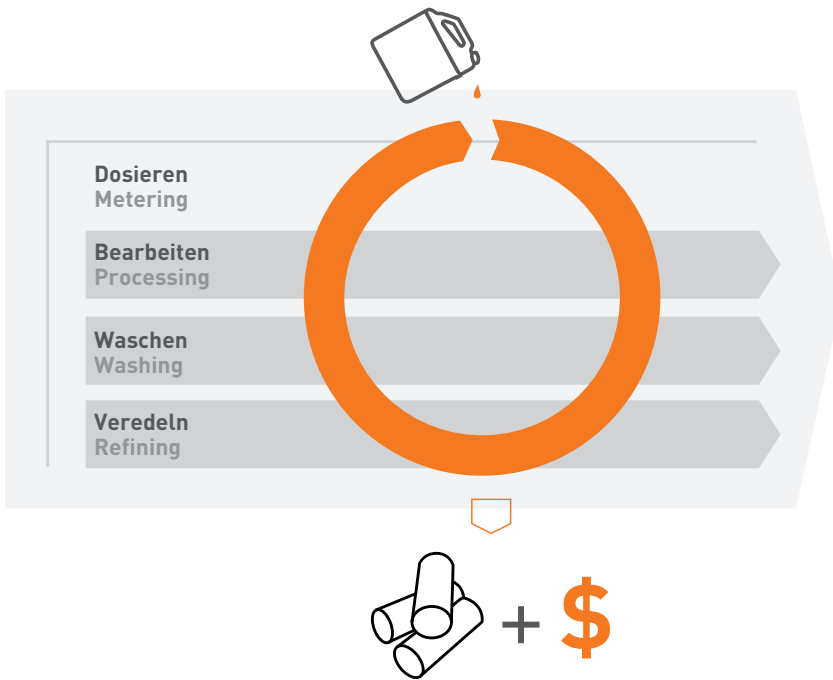 Dosieren
Metering
Bearbeiten
Processing
Waschen
Washing
Veredeln
Refining
+ $